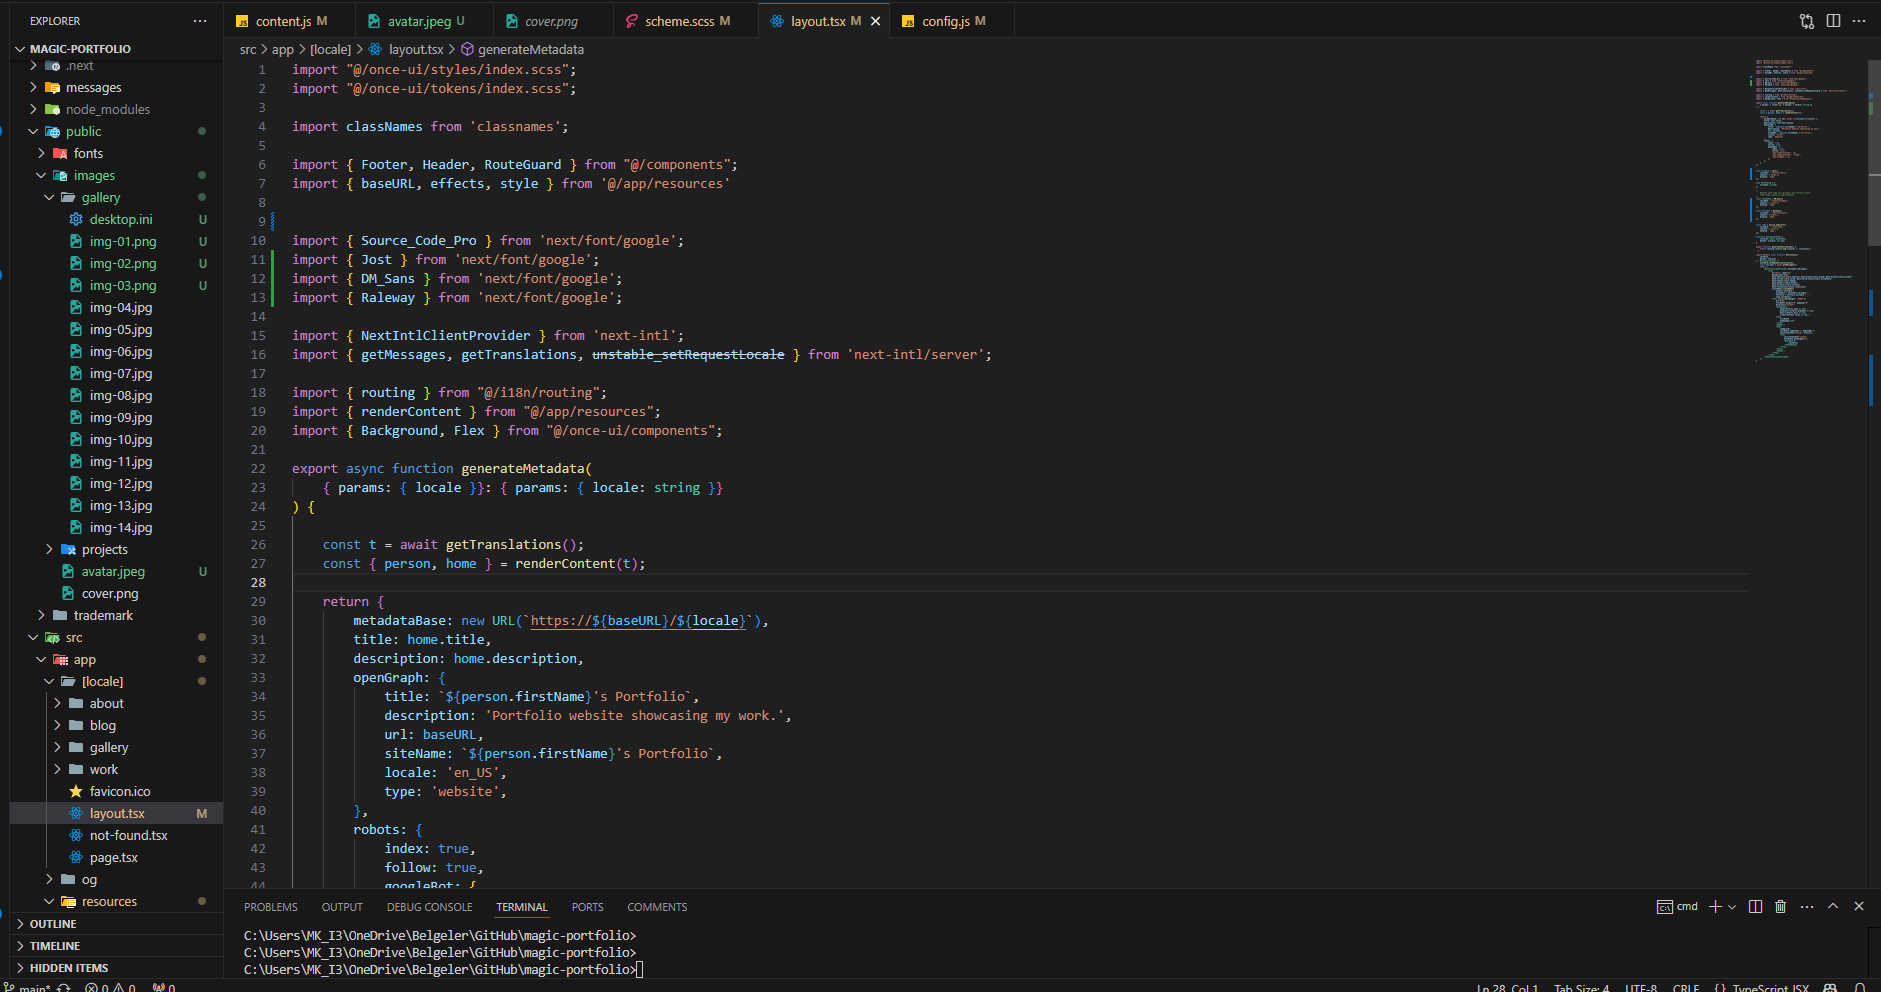 EXPLORER
MAGIC-PORTFOLIO
.next
messages
node_modules
public
fonts
images
gallery
desktop.ini U
img-01.png U
img-02.png U
img-03.png U
img-04.jpg
img-05.jpg
img-06.jpg
img-07.jpg
img-08.jpg
img-09.jpg
img-10.jpg
img-11.jpg
img-12.jpg
img-13.jpg
img-14.jpg
projects
avatar.jpeg U
cover.png
trademark
src
app
[locale]
about
blog
gallery
work
favicon.ico
layout.tsx M
not-found.tsx
page.tsx
og
resources
OUTLINE
TIMELINE
HIDDEN ITEMS
content.js M avatar.jpeg U cover.png scheme.scss M layout.tsx M config.js M
src > app > [locale] > layout.tsx > generateMetadata
1 import "@/once-ui/styles/index.scss";
2 import "@/once-ui/tokens/index.scss";
3
4 import classNames from 'classnames';
5
6 import { Footer, Header, RouteGuard } from "@/components";
7 import { baseURL, effects, style } from '@/app/resources'
8
9
10 import { Source_Code_Pro } from 'next/font/google';
11 import { Jost } from 'next/font/google';
12 import { DM_Sans } from 'next/font/google';
13 import { Raleway } from 'next/font/google';
14
15 import { NextIntlClientProvider } from 'next-intl';
16 import { getMessages, getTranslations, unstable_setRequestLocale } from 'next-intl/server';
17
18 import { routing } from "@/i18n/routing";
19 import { renderContent } from "@/app/resources";
20 import { Background, Flex } from "@/once-ui/components";
21
22 export async function generateMetadata(
23 { params: { locale }}: { params: { locale: string }}
24 ) {
25
26 const t = await getTranslations();
27 const { person, home } = renderContent(t);
28
29 return {
30 metadataBase: new URL(`https://${baseURL}/${locale}`),
31 title: home.title,
32 description: home.description,
33 openGraph: {
34 title: `${person.firstName}'s Portfolio`,
35 description: 'Portfolio website showcasing my work.',
36 url: baseURL,
37 siteName: `${person.firstName}'s Portfolio`,
38 locale: 'en_US',
39 type: 'website',
40 },
41 robots: {
42 index: true,
43 follow: true,
44 googleBot: {
PROBLEMS OUTPUT DEBUG CONSOLE TERMINAL PORTS COMMENTS
cmd
C:\Users\MK_I3\OneDrive\Belgeler\GitHub\magic-portfolio>
C:\Users\MK_I3\OneDrive\Belgeler\GitHub\magic-portfolio>
C:\Users\MK_I3\OneDrive\Belgeler\GitHub\magic-portfolio>
main* 0 0 0 Ln 28, Col 1 Tab Size: 4 UTF-8 CRLF {} TypeScript JSX